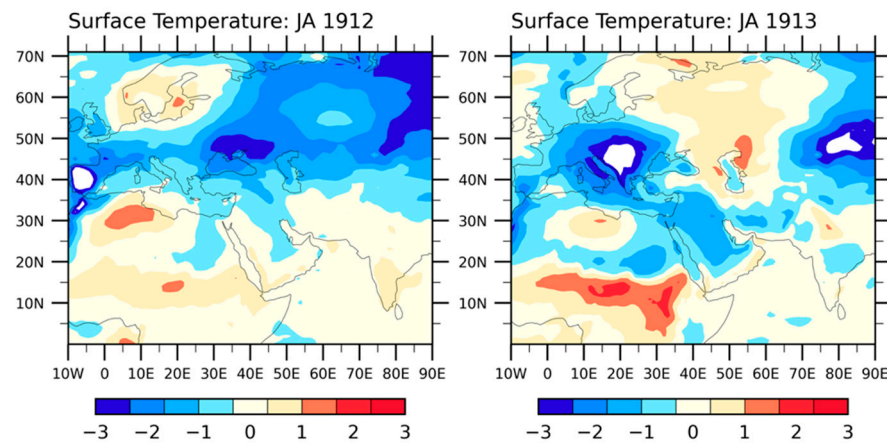 Surface Temperature: JA 1912
70N
60N
50N
40N
30N
20N
10N
10W 0 10E 20E 30E 40E 50E 60E 70E 80E 90E
−3 −2 −1 0 1 2 3
Surface Temperature: JA 1913
70N
60N
50N
40N
30N
20N
10N
10W 0 10E 20E 30E 40E 50E 60E 70E 80E 90E
−3 −2 −1 0 1 2 3